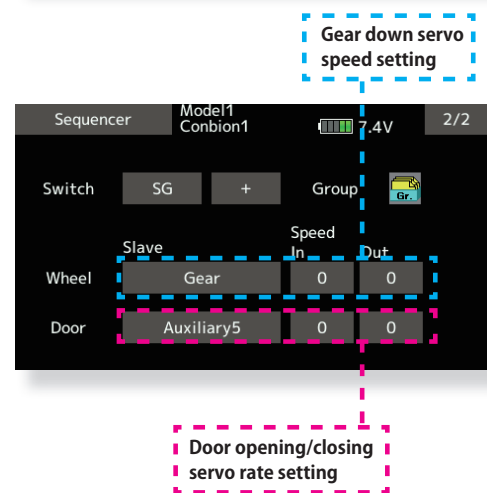 Gear down servo
speed setting
Sequencer
Model1
Conbion1
7.4V
2/2
Switch
SG
+
Group
Gr.
Slave
Speed
In
Out
Wheel
Gear
0
0
Door
Auxiliary5
0
0
Door opening/closing
servo rate setting